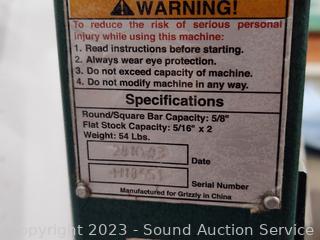 WARNING!
To reduce the risk of serious personal
injury while using this machine:
1. Read instructions before starting.
2. Always wear eye protection.
3. Do not exceed capacity of machine.
4. Do not modify machine in any way.
Specifications
Round/Square Bar Capacity: 5/8"
Flat Stock Capacity: 5/16" x 2
Weight: 54 Lbs.
Date
Serial Number
Manufactured for Grizzly in China
Copyright 2023 - Sound Auction Service